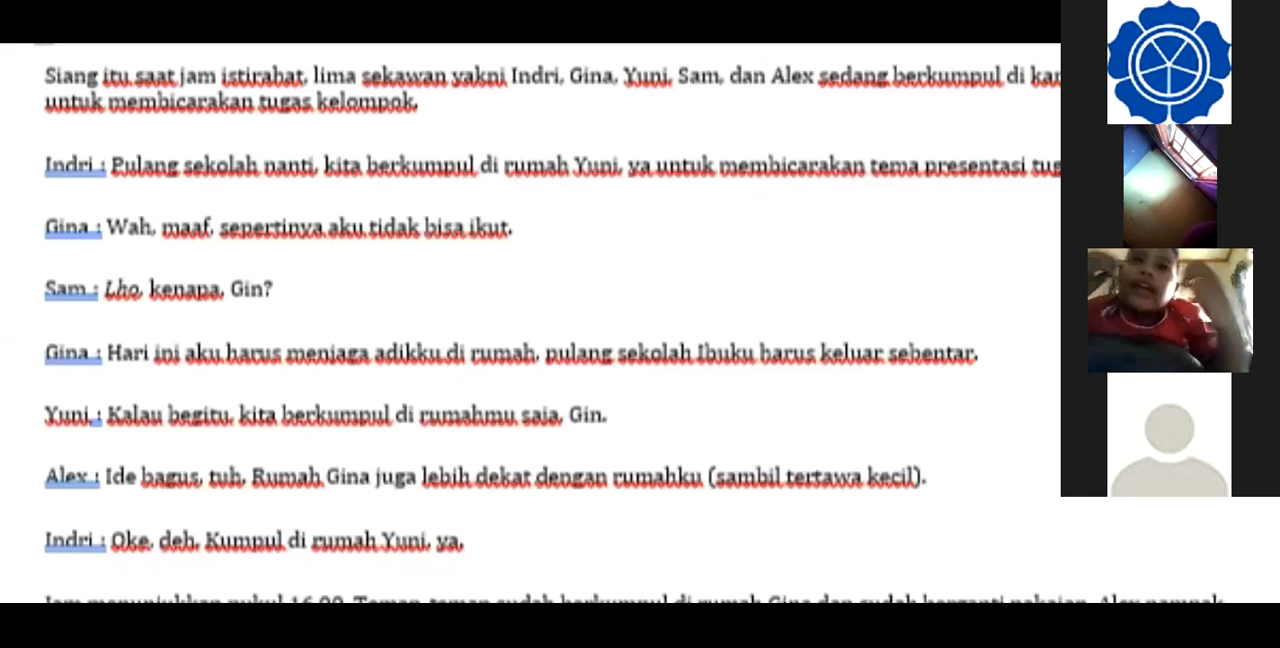 Siang itu saat jam istirahat, lima sekawan yakni Indri, Gina, Yuni, Sam, dan Alex sedang berkumpul di
untuk membicarakan tugas kelompok.
Indri : Pulang sekolah nanti, kita berkumpul di rumah Yuni, ya untuk membicarakan tema presentasi
Gina : Wah, maaf, sepertinya aku tidak bisa ikut.
Sam : Lho, kenapa, Gin?
Gina : Hari ini aku harus menjaga adikku di rumah, pulang sekolah Ibuku harus keluar sebentar.
Yuni : Kalau begitu, kita berkumpul di rumahmu saja, Gin.
Alex : Ide bagus, tuh. Rumah Gina juga lebih dekat dengan rumahku (sambil tertawa kecil).
Indri : Oke, deh. Kumpul di rumah Yuni, ya.